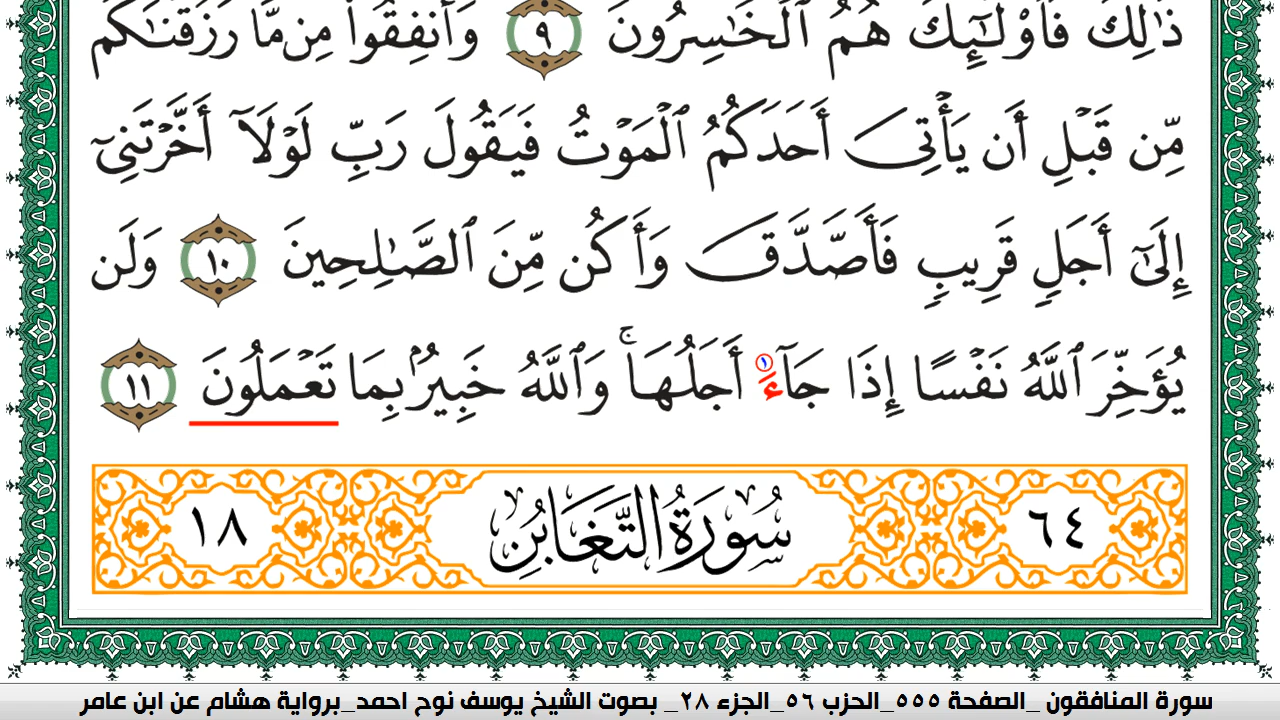 ذَٰلِكَ فَأُوْلَـٰٓئِكَ هُمُ ٱلْخَـٰسِرُونَ ٩ وَأَنفِقُواْ مِن مَّا رَزَقْنَـٰكُم
مِّن قَبْلِ أَن يَأْتِىَ أَحَدَكُمُ ٱلْمَوْتُ فَيَقُولَ رَبِّ لَوْلَآ أَخَّرْتَنِىٓ
إِلَىٰٓ أَجَلٍ قَرِيبٍ فَأَصَّدَّقَ وَأَكُن مِّنَ ٱلصَّـٰلِحِينَ ١٠ وَلَن
يُؤَخِّرَ ٱللَّهُ نَفْسًا إِذَا جَآءَ ١ أَجَلُهَا ۚ وَٱللَّهُ خَبِيرٌۢ بِمَا تَعْمَلُونَ ١١
٦٤ سُورَةُ التَّغَابُنِ ١٨
سورة المنافقون _الصفحة ٥٥٥_الحزب ٥٦_الجزء ٢٨_ بصوت الشيخ يوسف نوح احمد_برواية هشام عن ابن عامر